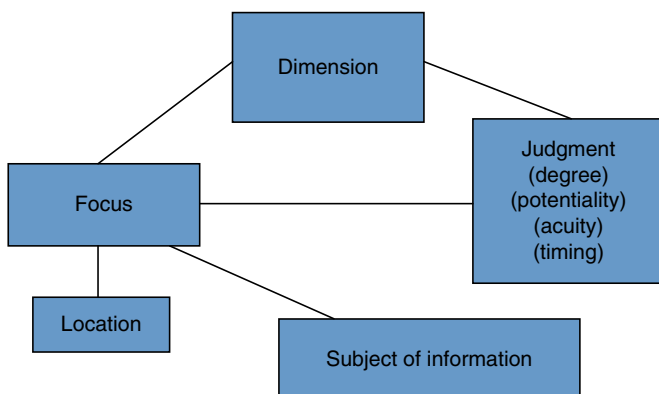 Dimension
Judgment
(degree)
(potentiality)
(acuity)
(timing)
Focus
Location
Subject of information